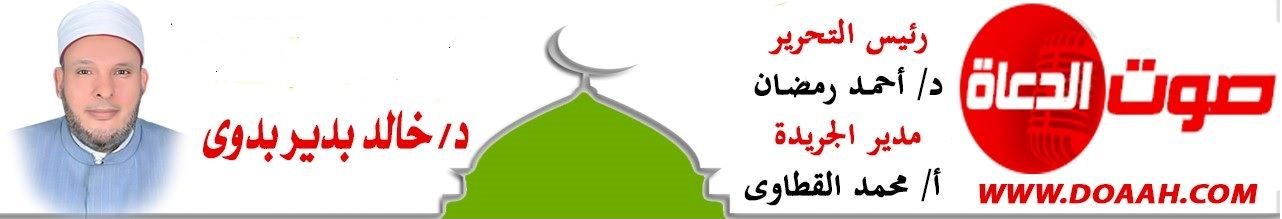 صوت الدعاة
WWW.DOAAH.COM
رئيس التحرير
د/ أحمد رمضان
مدير الجريدة
أ/ محمد القطاوى
د/ خالد بدير بدوى